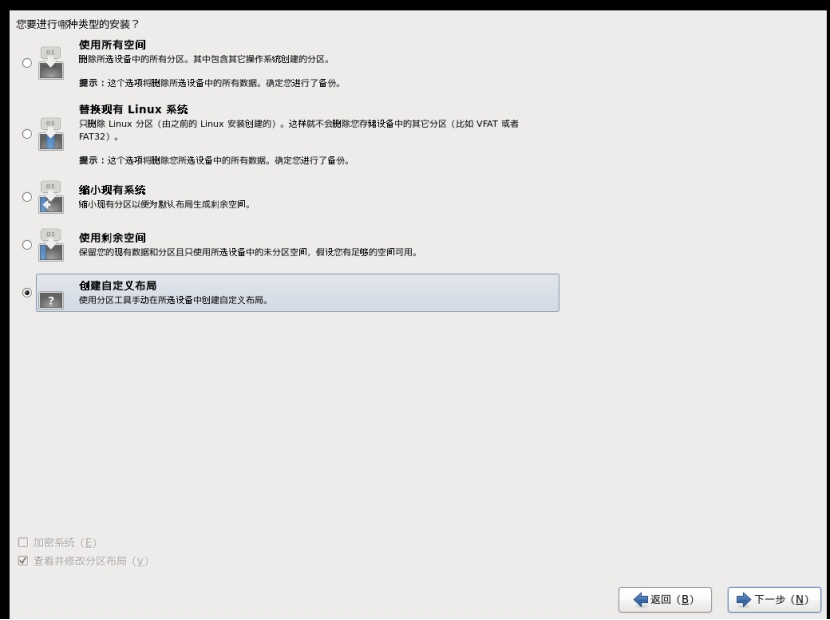 您要进行哪种类型的安装？
OS
使用所有空间
删除所选设备中的所有分区。其中包含其它操作系统创建的分区。
提示：这个选项将删除所选设备中的所有数据。确定您进行了备份。
OS
替换现有 Linux 系统
只删除 Linux 分区（由之前的 Linux 安装创建的）。这样就不会删除您存储设备中的其它分区（比如 VFAT 或者
FAT32）。
提示：这个选项将删除您所选设备中的所有数据。确定您进行了备份。
OS
缩小现有系统
缩小现有分区以便为默认布局生成剩余空间。
OS
使用剩余空间
保留您的现有数据和分区且只使用所选设备中的未分区空间，假设您有足够的空间可用。
?
创建自定义布局
使用分区工具手动在所选设备中创建自定义布局。
加密系统（E）
查看并修改分区布局（V）
返回（B）
下一步（N）